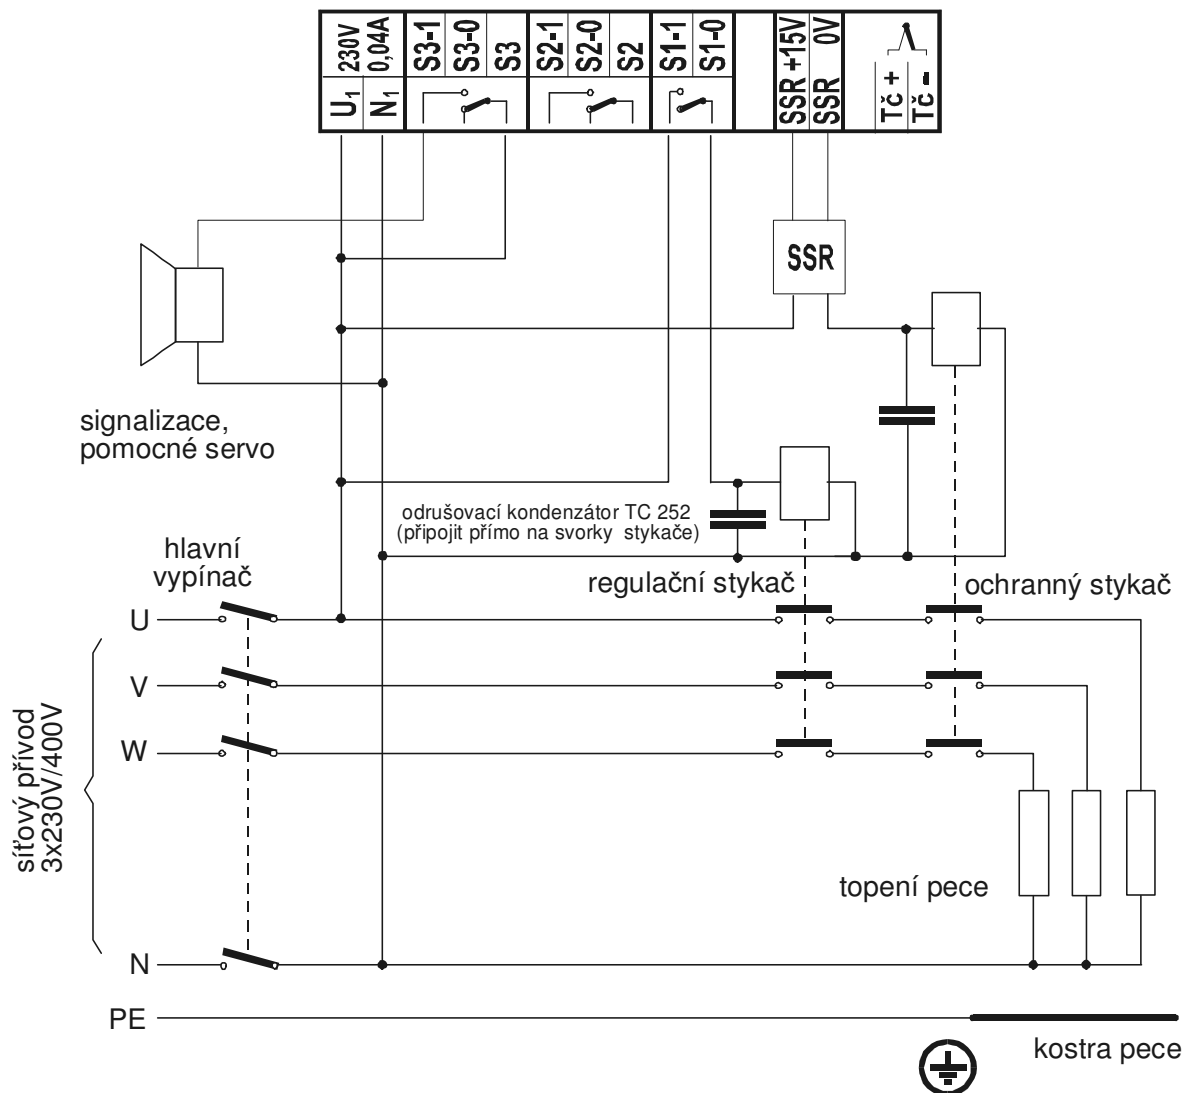 U1 230V
N1 0,04A
S3-1
S3-0
S3
S2-1
S2-0
S2
S1-1
S1-0
SSR +15V
SSR 0V
Tč +
Tč -
SSR
signalizace,
pomocné servo
odrušovací kondenzátor TC 252
(připojit přímo na svorky stykače)
hlavní
vypínač
regulační stykač
ochranný stykač
U
V
W
síťový přívod
3x230V/400V
topení pece
N
PE
kostra pece